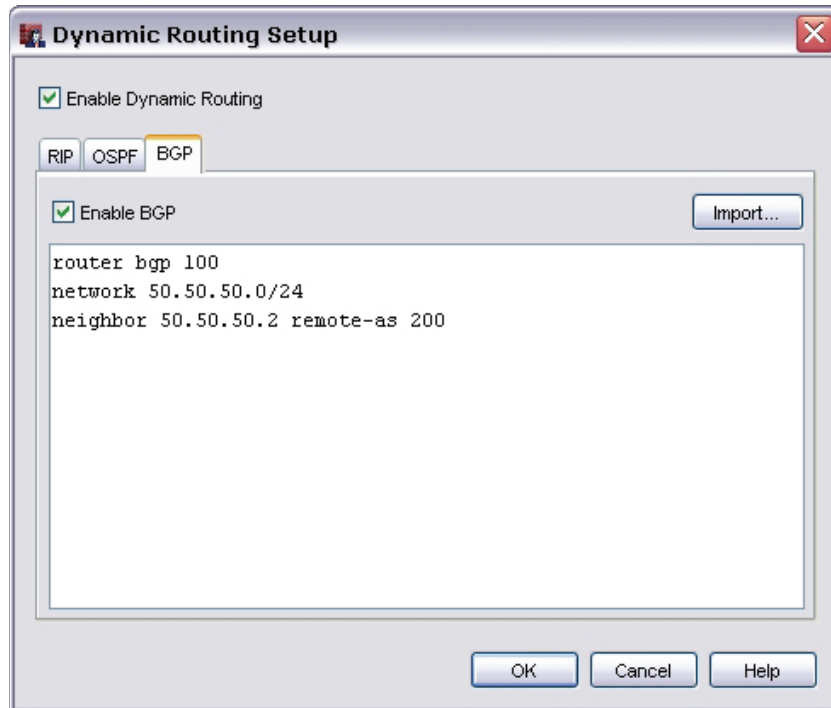 Dynamic Routing Setup
Enable Dynamic Routing
RIP OSPF BGP
Enable BGP Import...
router bgp 100
network 50.50.50.0/24
neighbor 50.50.50.2 remote-as 200
OK Cancel Help